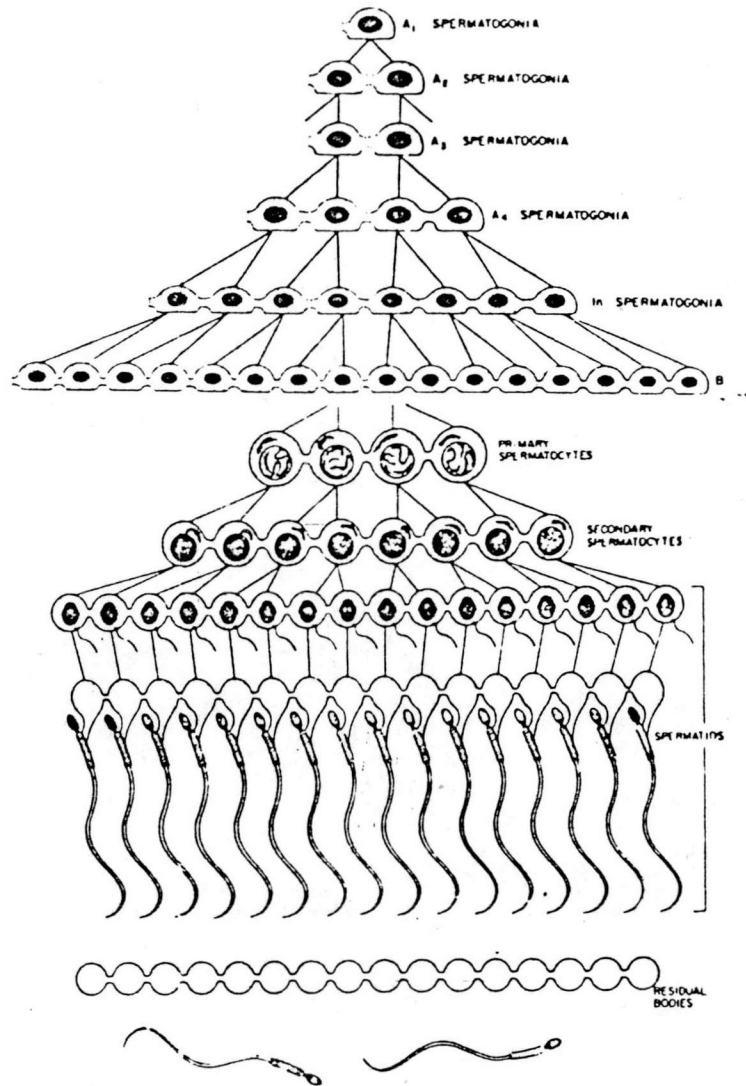 A1 SPERMATOGONIA
A2 SPERMATOGONIA
A3 SPERMATOGONIA
A4 SPERMATOGONIA
In SPERMATOGONIA
B
PRIMARY
SPERMATOCYTES
SECONDARY
SPERMATOCYTES
SPERMATIDS
RESIDUAL
BODIES